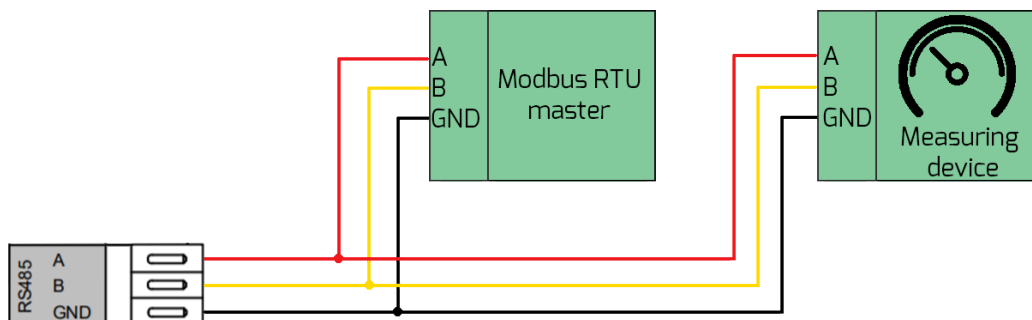 A
B
GND
Modbus RTU
master
A
B
GND
Measuring
device
RS485
A
B
GND